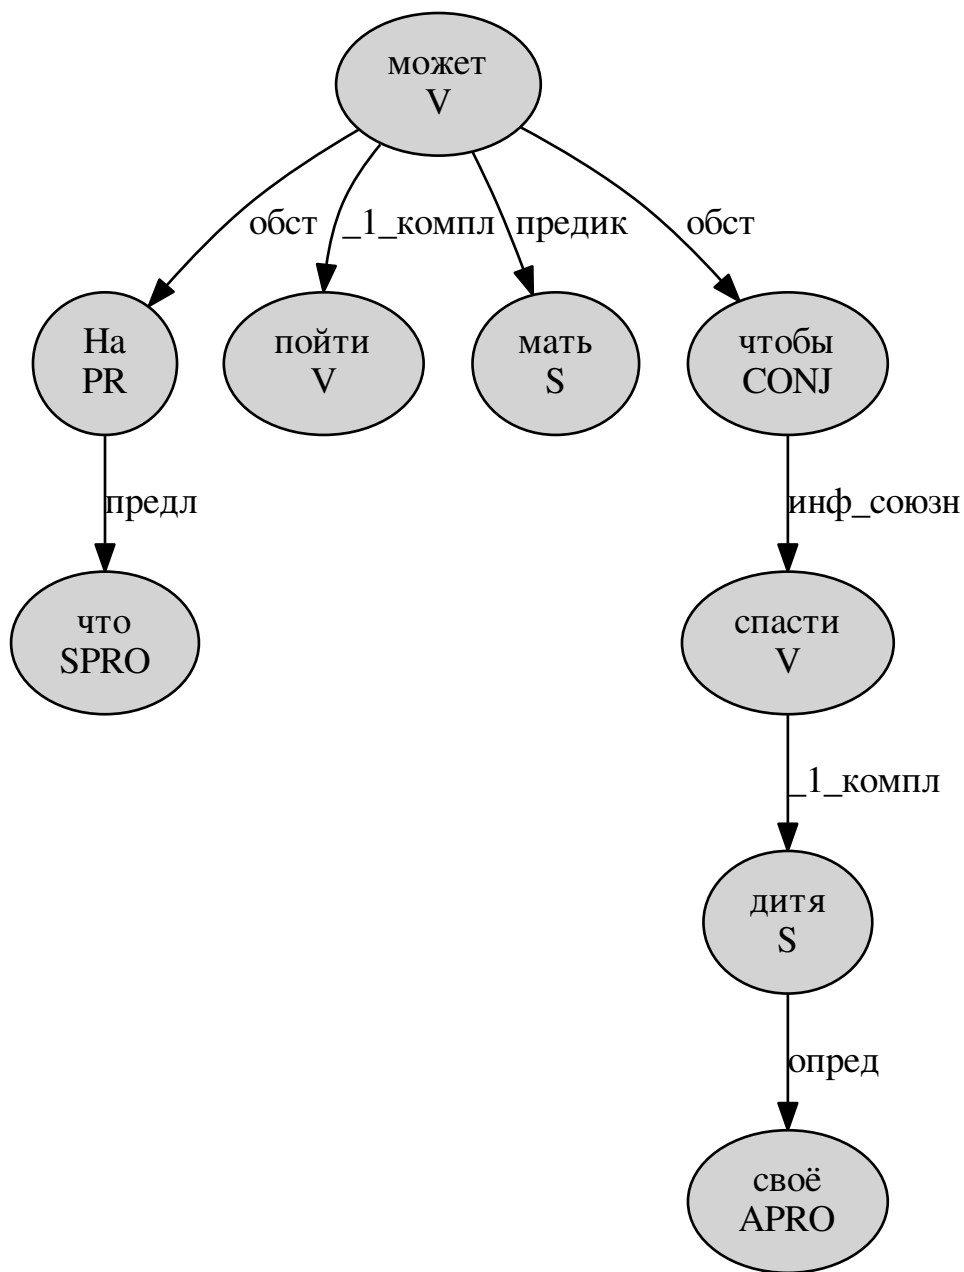 может
V
обст
_1_компл
предик
обст
На
PR
пойти
V
мать
S
чтобы
CONJ
предл
инф_союзн
что
SPRO
спасти
V
_1_компл
дитя
S
опред
своё
APRO